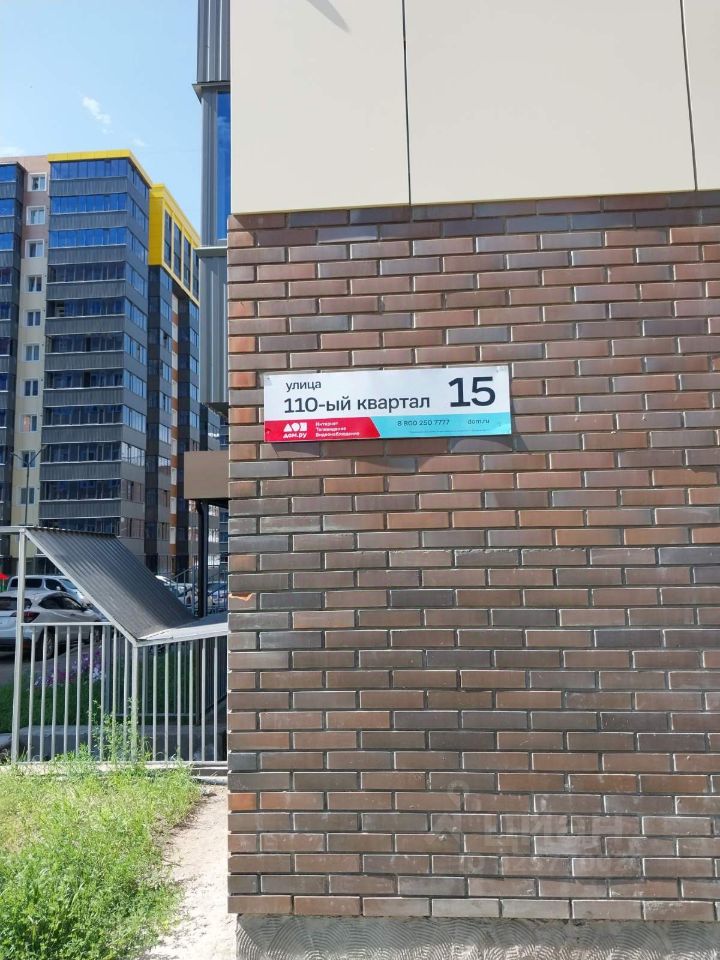 улица
110-ый квартал 15
дом.ру
Интернет
Телевидение
Видеонаблюдение
8 800 250 7777 dom.ru